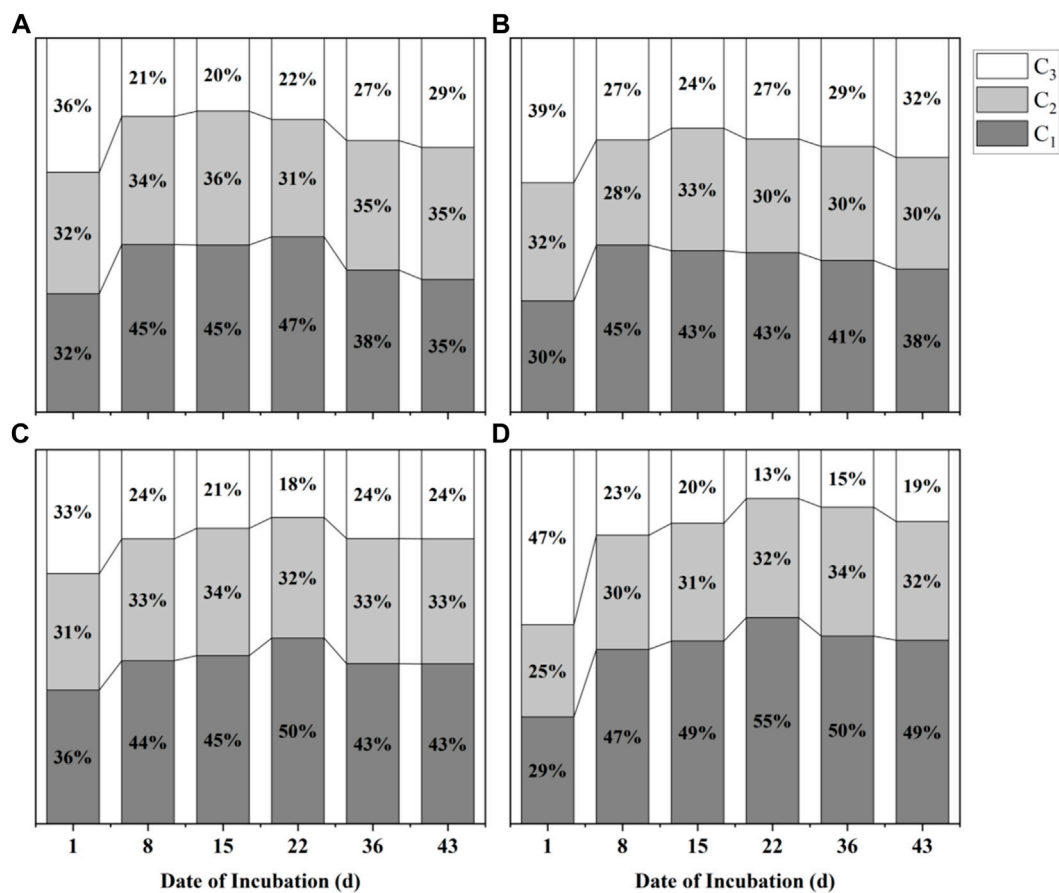 A
B
36% 21% 20% 22% 27% 29%
32% 34% 36% 31% 35% 35%
32% 45% 45% 47% 38% 35%
39% 27% 24% 27% 29% 32%
32% 28% 33% 30% 30% 30%
30% 45% 43% 43% 41% 38%
C₃
C₂
C₁
C
D
33% 24% 21% 18% 24% 24%
31% 33% 34% 32% 33% 33%
36% 44% 45% 50% 43% 43%
1 8 15 22 36 43
Date of Incubation (d)
47% 23% 20% 13% 15% 19%
25% 30% 31% 32% 34% 32%
29% 47% 49% 55% 50% 49%
1 8 15 22 36 43
Date of Incubation (d)